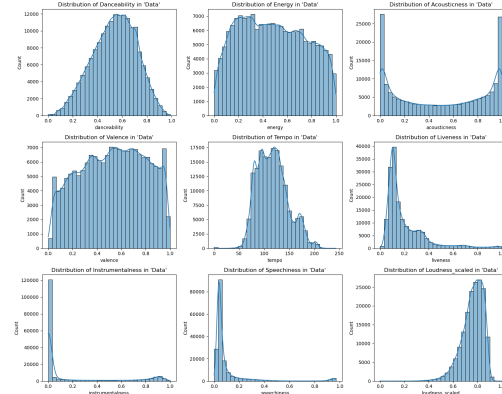 Distribution of Danceability in 'Data'
Count
12000
10000
8000
6000
4000
2000
0
0.0 0.2 0.4 0.6 0.8 1.0
danceability
Distribution of Energy in 'Data'
Count
7000
6000
5000
4000
3000
2000
1000
0
0.0 0.2 0.4 0.6 0.8 1.0
energy
Distribution of Acousticness in 'Data'
Count
25000
20000
15000
10000
5000
0
0.0 0.2 0.4 0.6 0.8
acousticness
Distribution of Valence in 'Data'
Count
7000
6000
5000
4000
3000
2000
1000
0
0.0 0.2 0.4 0.6 0.8 1.0
valence
Distribution of Tempo in 'Data'
Count
17500
15000
12500
10000
7500
5000
2500
0
0 50 100 150 200 250
tempo
Distribution of Liveness in 'Data'
Count
40000
35000
30000
25000
20000
15000
10000
5000
0
0.0 0.2 0.4 0.6 0.8
liveness
Distribution of Instrumentalness in 'Data'
Count
120000
100000
80000
60000
40000
20000
0
0.0 0.2 0.4 0.6 0.8 1.0
instrumentalness
Distribution of Speechiness in 'Data'
Count
80000
60000
40000
20000
0
0.0 0.2 0.4 0.6 0.8 1.0
speechiness
Distribution of Loudness_scaled in 'Data'
Count
25000
20000
15000
10000
5000
0
0.0 0.2 0.4 0.6 0.8
loudness_scaled